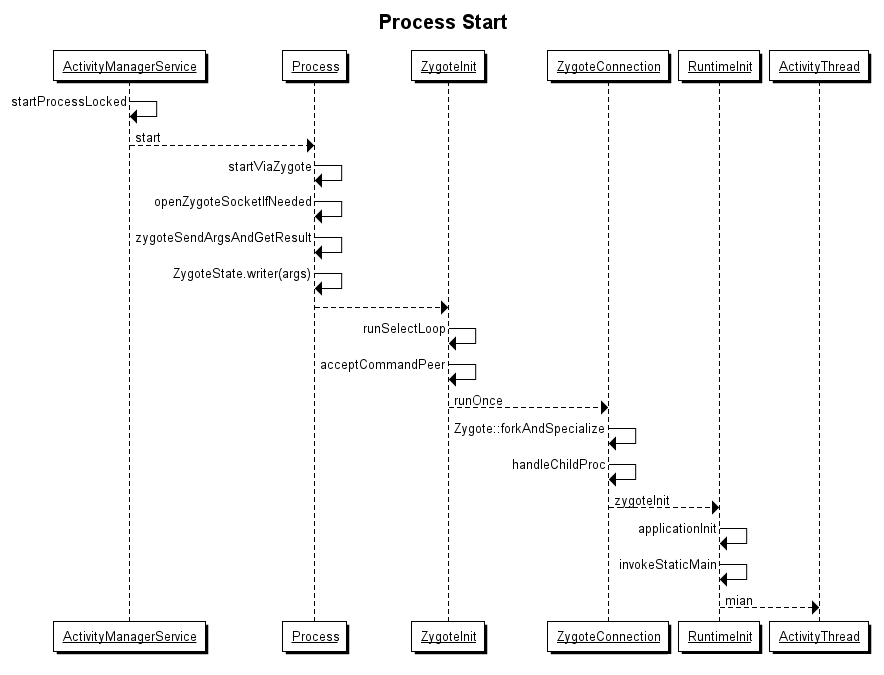 Process Start
ActivityManagerService Process ZygoteInit ZygoteConnection RuntimeInit ActivityThread
startProcessLocked
start
startViaZygote
openZygoteSocketIfNeeded
zygoteSendArgsAndGetResult
ZygoteState.writer(args)
runSelectLoop
acceptCommandPeer
runOnce
Zygote::forkAndSpecialize
handleChildProc
zygoteInit
applicationInit
invokeStaticMain
mian
ActivityManagerService Process ZygoteInit ZygoteConnection RuntimeInit ActivityThread